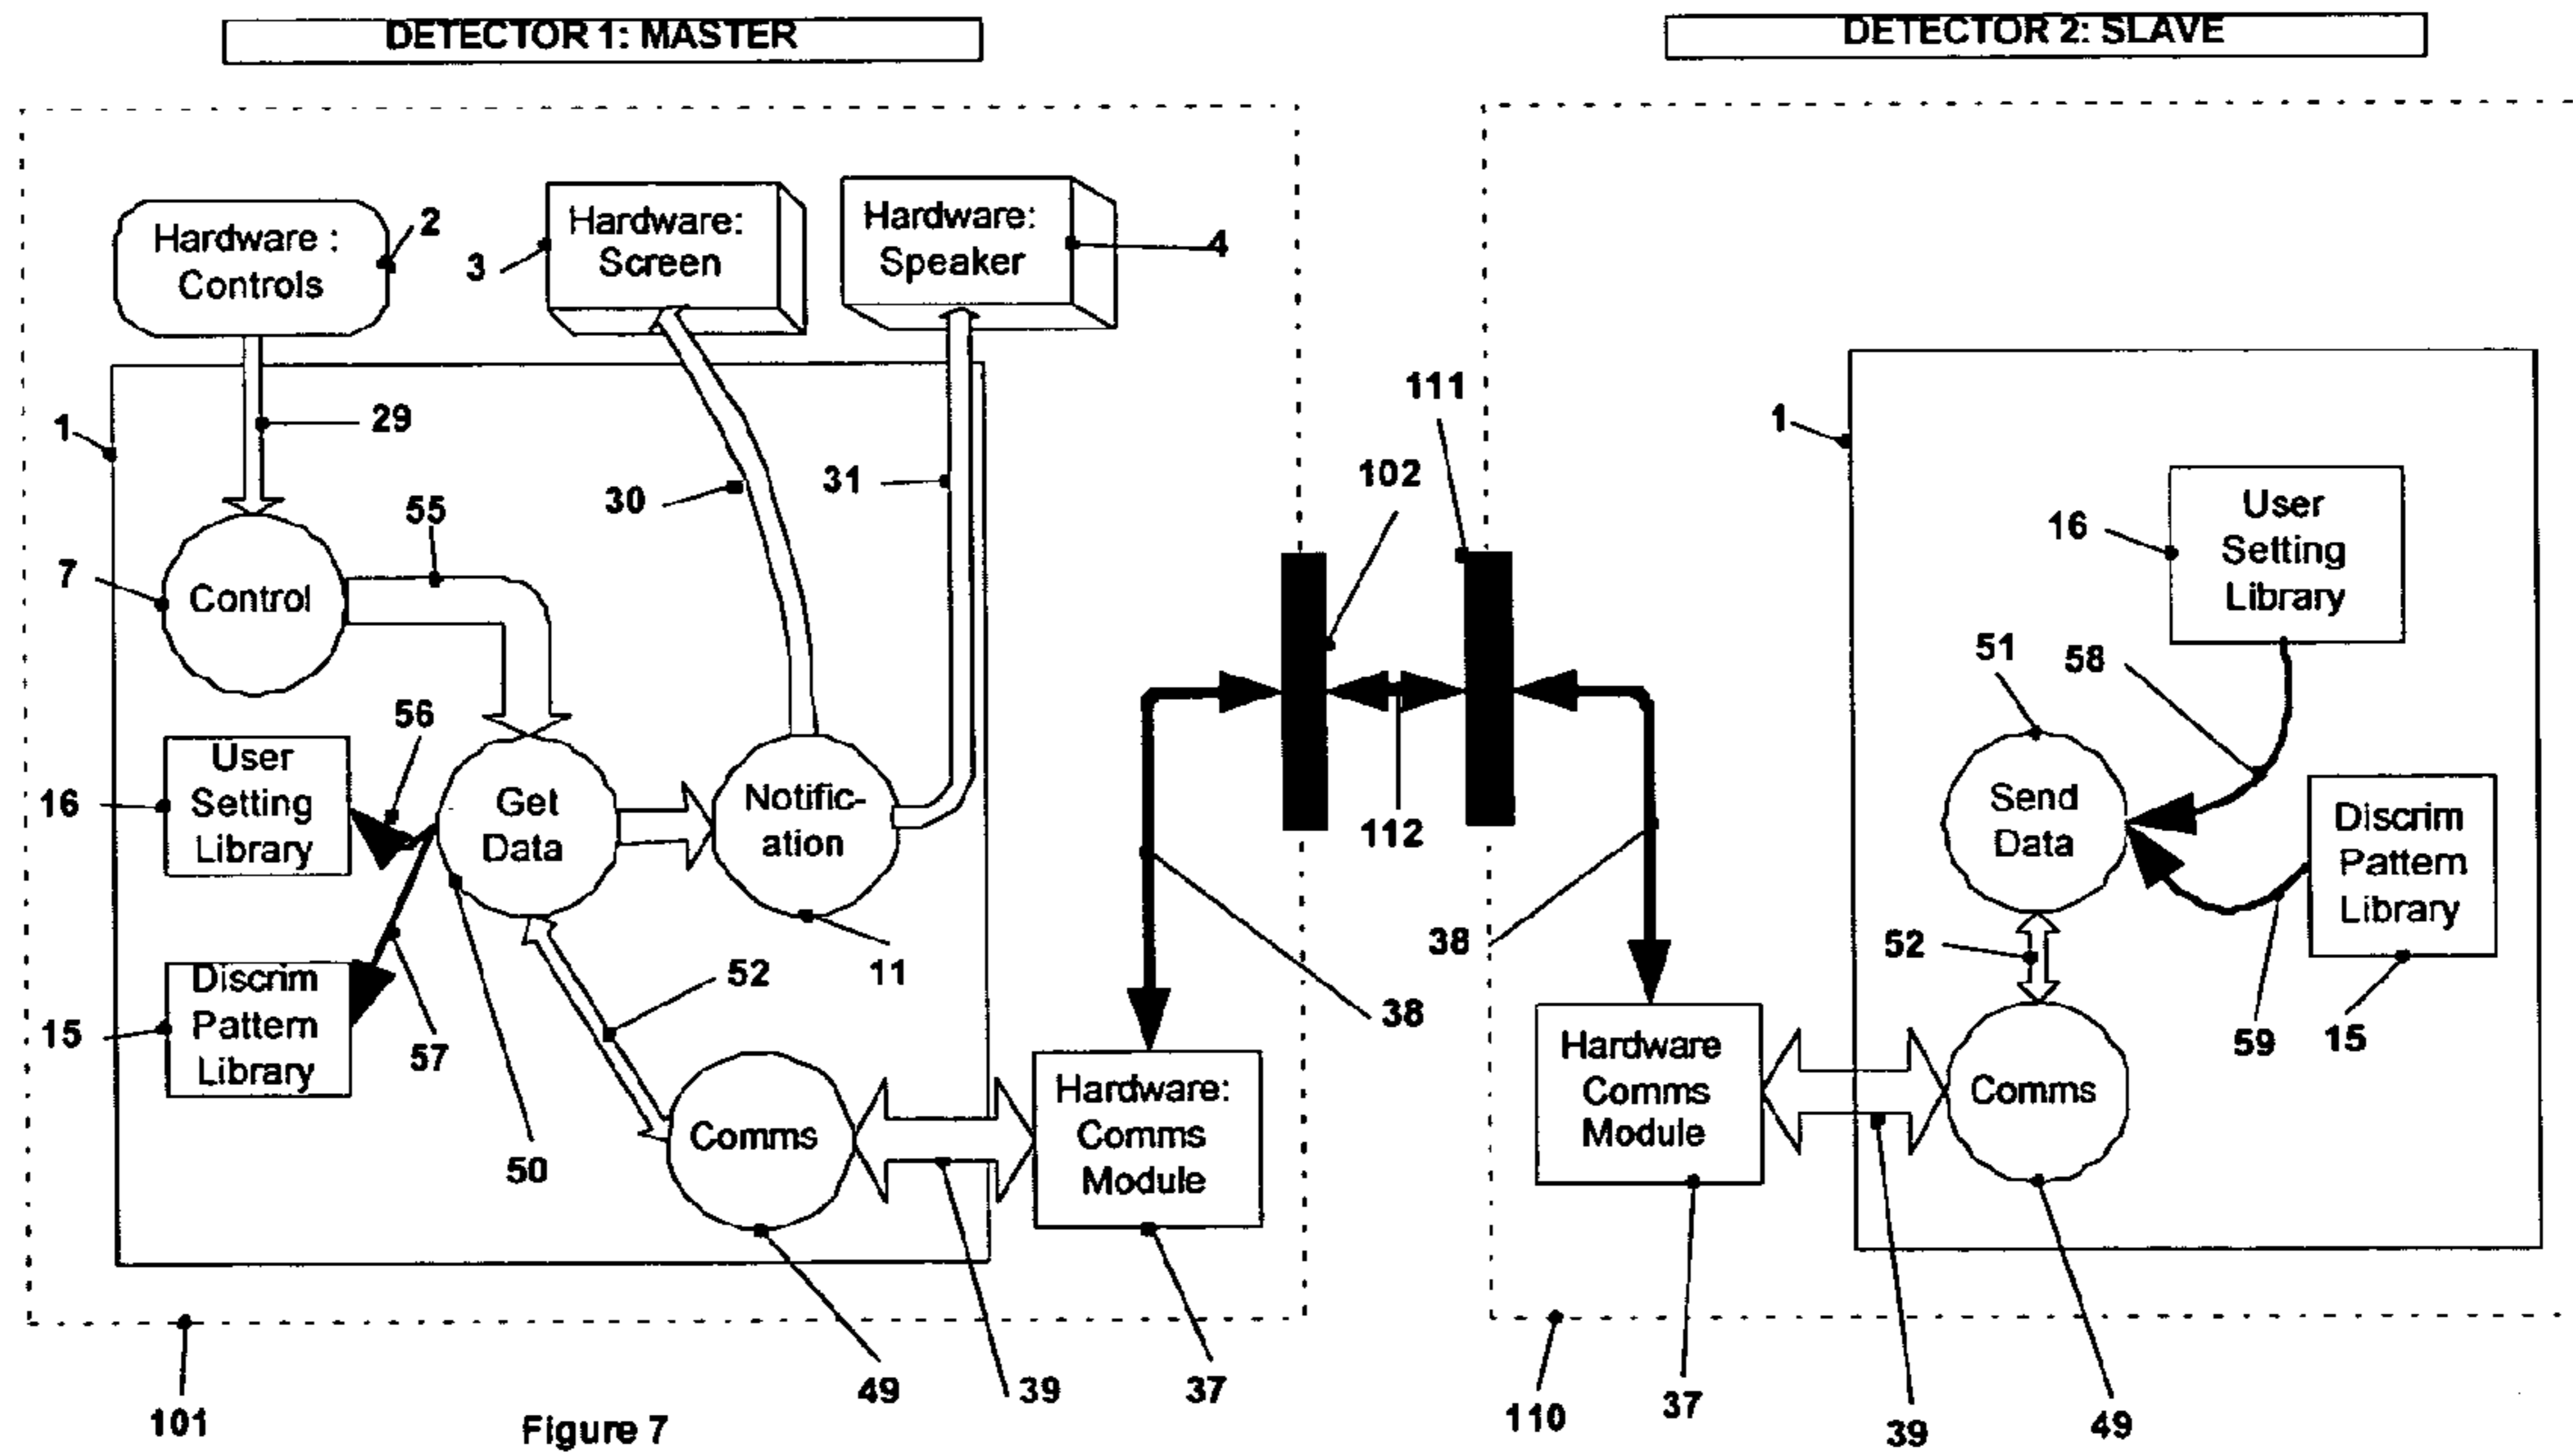 DETECTOR 1: MASTER
DETECTOR 2: SLAVE
Hardware :
Controls
2
3
Hardware:
Screen
Hardware:
Speaker
4
1
29
30
31
55
7
Control
56
16
User
Setting
Library
Get
Data
Notific-
ation
15
Discrim
Pattern
Library
57
50
52
11
Comms
Hardware:
Comms
Module
38
49
39
37
101
102
111
112
1
16
User
Setting
Library
51
58
Send
Data
Discrim
Pattern
Library
52
59
15
38
Hardware
Comms
Module
Comms
110
37
39
49
Figure 7